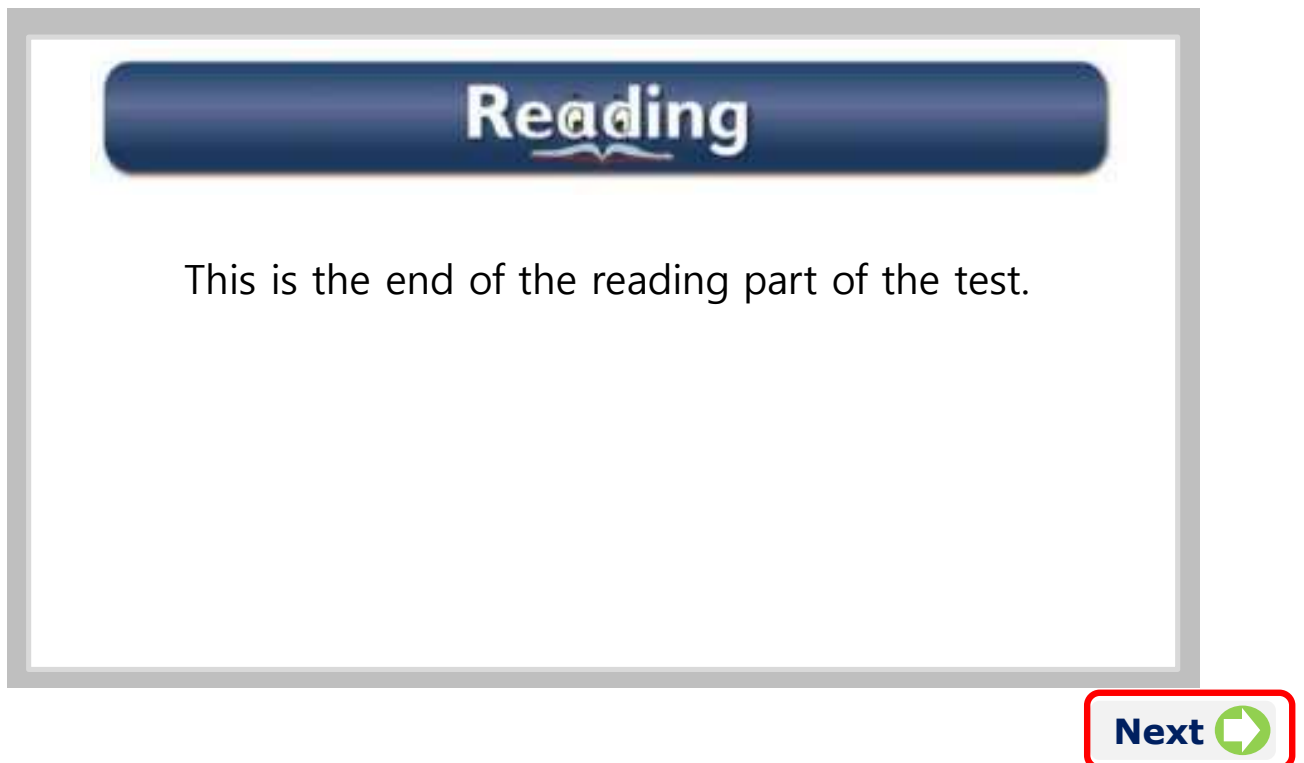 Reading
This is the end of the reading part of the test.
Next